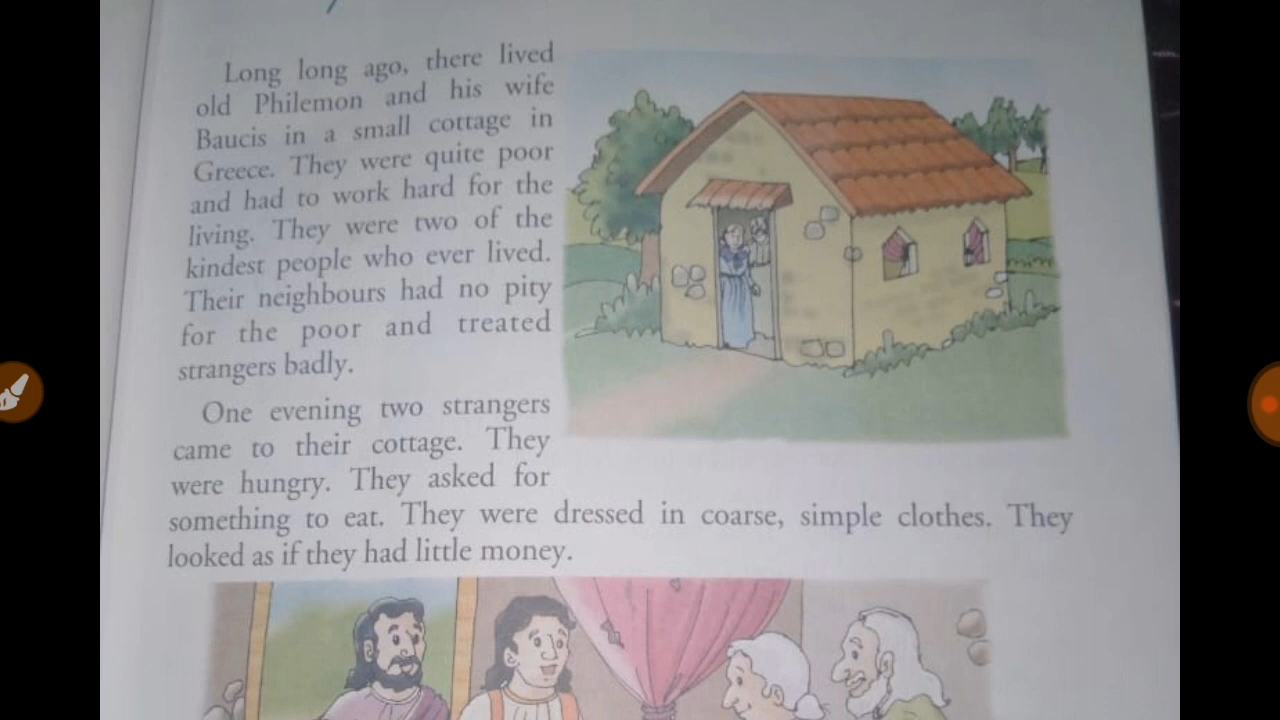 Long long ago, there lived
old Philemon and his wife
Baucis in a small cottage in
Greece. They were quite poor
and had to work hard for the
living. They were two of the
kindest people who ever lived.
Their neighbours had no pity
for the poor and treated
strangers badly.
One evening two strangers
came to their cottage. They
were hungry. They asked for
something to eat. They were dressed in coarse, simple clothes. They
looked as if they had little money.